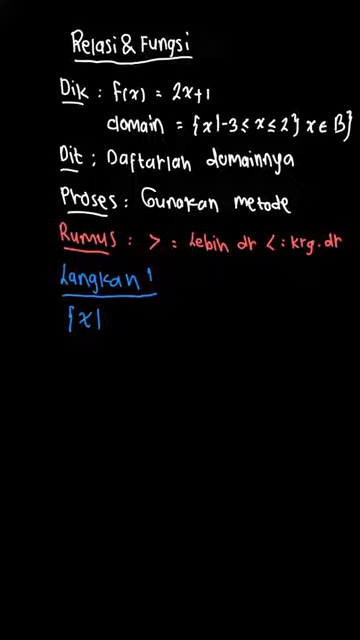 Relasi & Fungsi
Dik : f(x) = 2x+1
domain = {x|-3 ≤ x ≤ 2} x ∈ B}
Dit : Daftarlah domainnya
Proses : Gunakan metode
Rumus : > : Lebih dr < : krg. dr
Langkah '
{x|